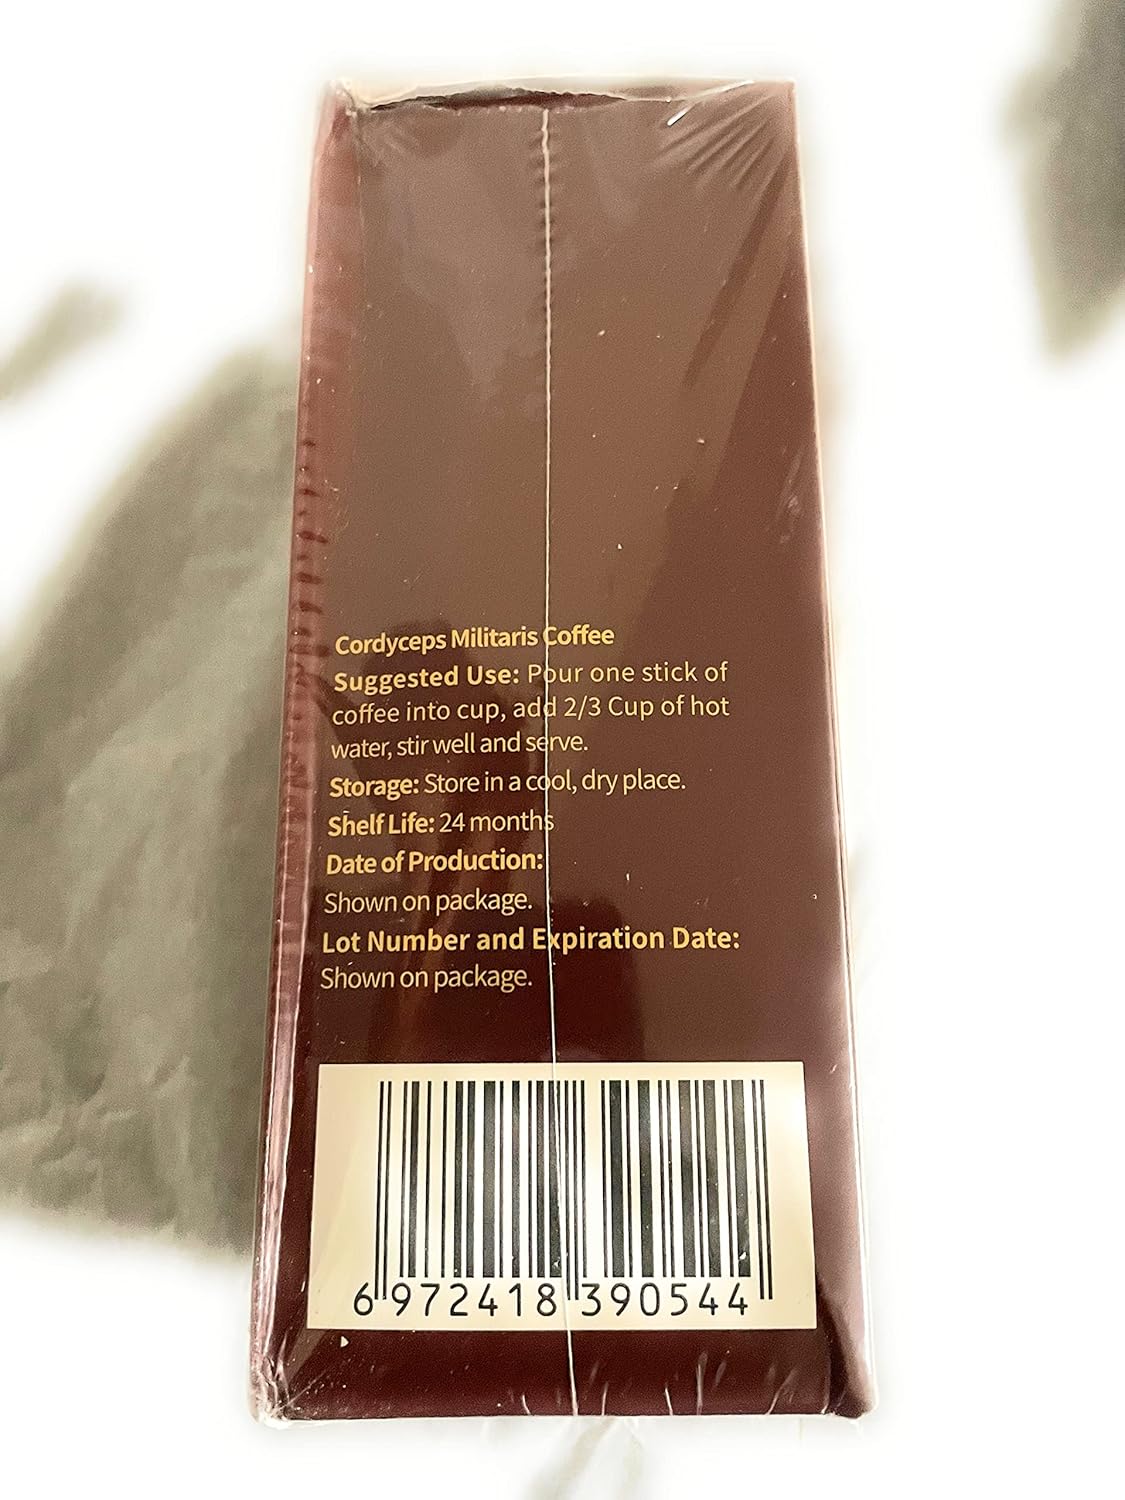 Cordyceps Militaris Coffee
Suggested Use: Pour one stick of
coffee into cup, add 2/3 Cup of hot
water, stir well and serve.
Storage: Store in a cool, dry place.
Shelf Life: 24 months
Date of Production:
Shown on package.
Lot Number and Expiration Date:
Shown on package.
6 972418 390544